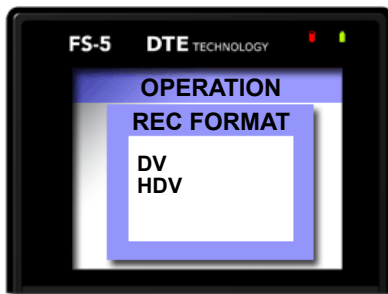 FS-5 DTE TECHNOLOGY
OPERATION
REC FORMAT
DV
HDV